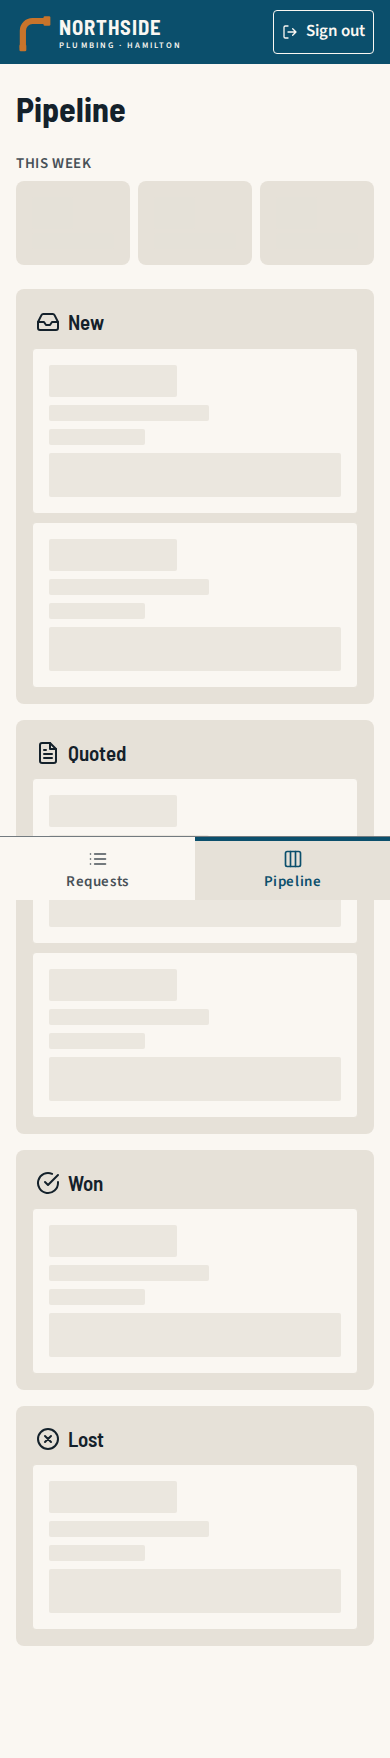 NORTHSIDE
PLUMBING · HAMILTON
Sign out
Pipeline
THIS WEEK
New
Quoted
Requests
Pipeline
Won
Lost